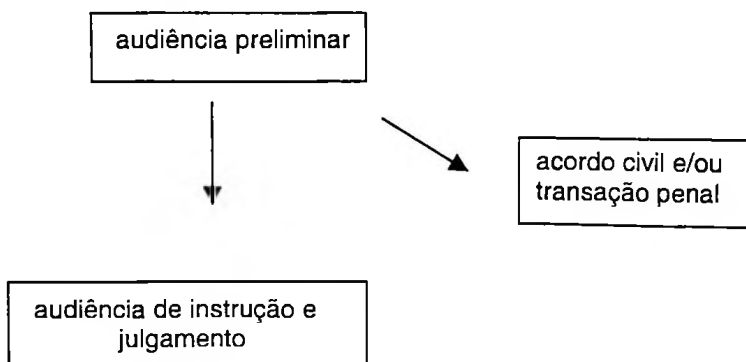 audiência preliminar
acordo civil e/ou
transação penal
audiência de instrução e
julgamento